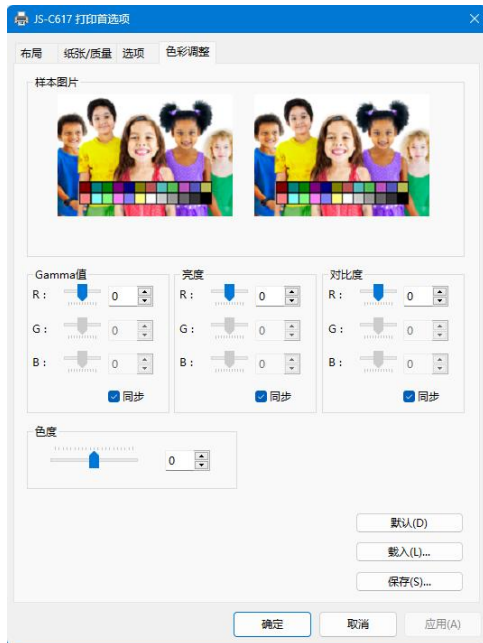 JS-C617 打印首选项
布局 纸张/质量 选项 色彩调整
样本图片
Gamma值 亮度 对比度
R： 0 R： 0 R： 0
G： 0 G： 0 G： 0
B： 0 B： 0 B： 0
同步 同步 同步
色度
0
默认(D)
载入(L)...
保存(S)...
确定 取消 应用(A)